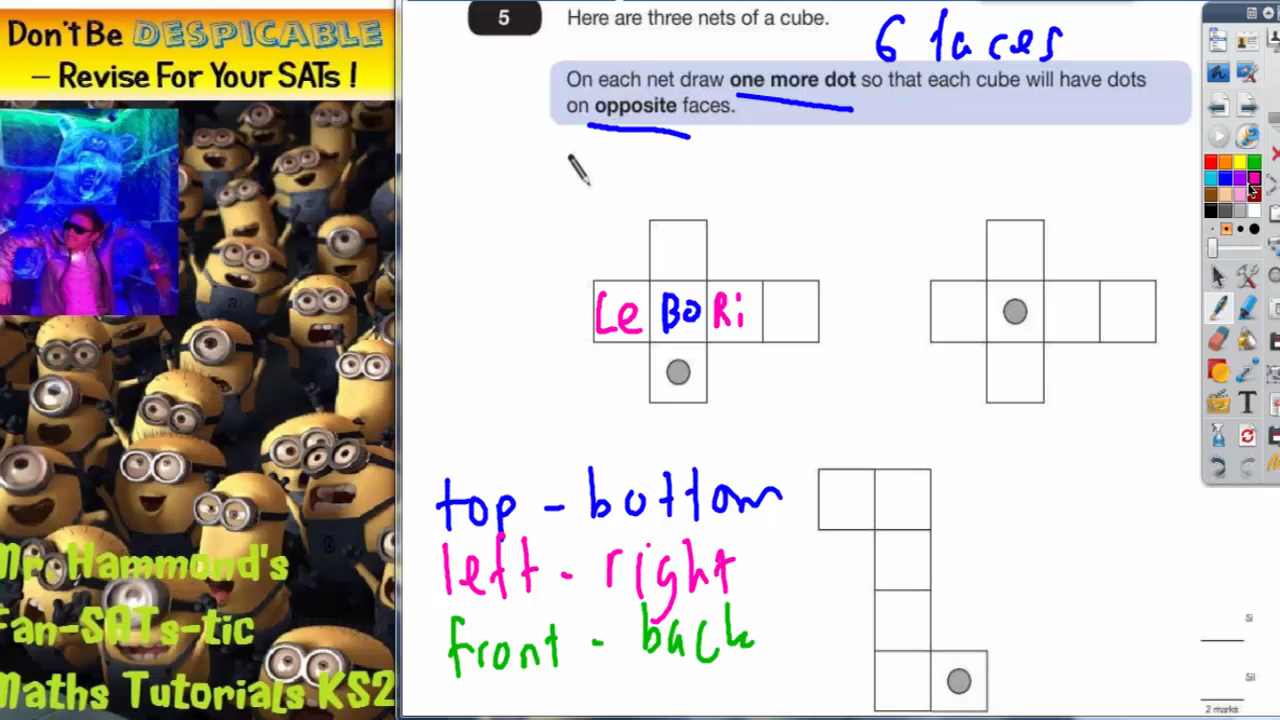 Don't Be DESPICABLE
– Revise For Your SATs !
5
Here are three nets of a cube.
6 faces
On each net draw one more dot so that each cube will have dots
on opposite faces.
Le Bo Ri
top - bottom
left - right
front - back
Mr Hammond's
Fan-SATs-tic
Maths Tutorials KS2
5i
5ii
2 marks